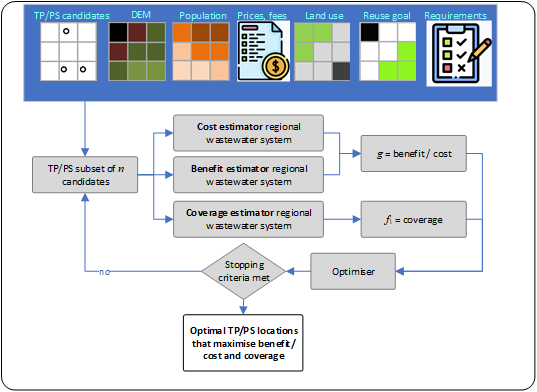 TP/PS candidates DEM Population Prices, fees Land use Reuse goal Requirements
Cost estimator regional
wastewater system
TP/PS subset of n
candidates
Benefit estimator regional
wastewater system
g = benefit / cost
Coverage estimator regional
wastewater system
f₁ = coverage
Stopping
criteria met
Optimiser
no
Optimal TP/PS locations
that maximise benefit/
cost and coverage